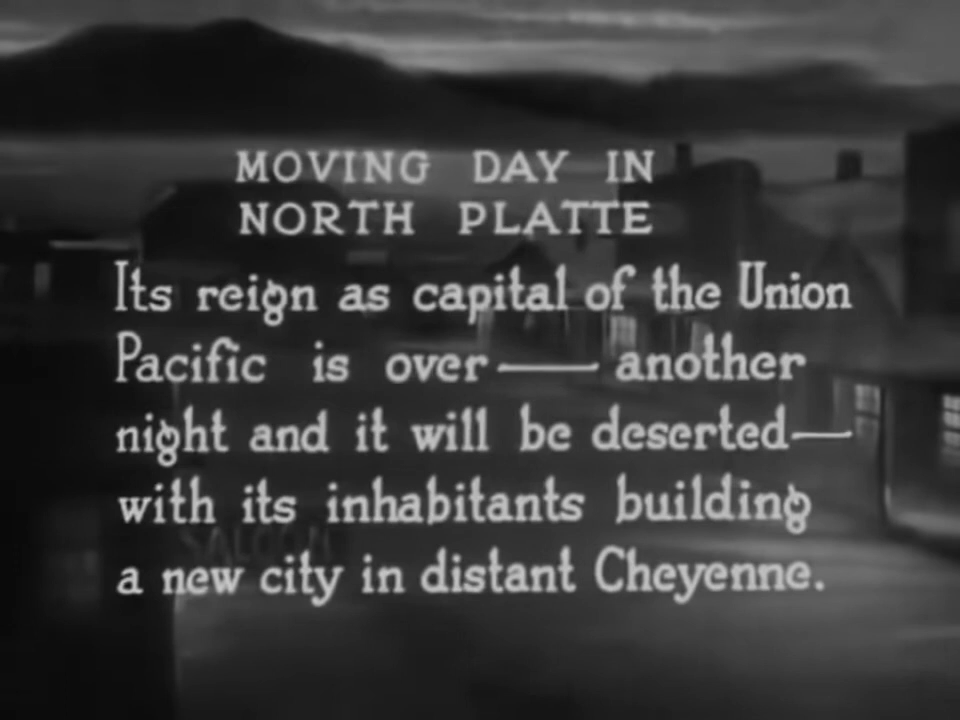 MOVING DAY IN
NORTH PLATTE
Its reign as capital of the Union
Pacific is over — another
night and it will be deserted—
with its inhabitants building
a new city in distant Cheyenne.
SALOON